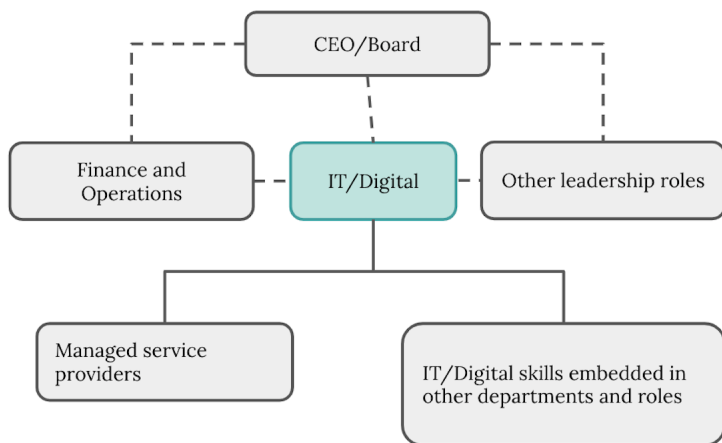 CEO/Board
Finance and
Operations
IT/Digital
Other leadership roles
Managed service
providers
IT/Digital skills embedded in
other departments and roles